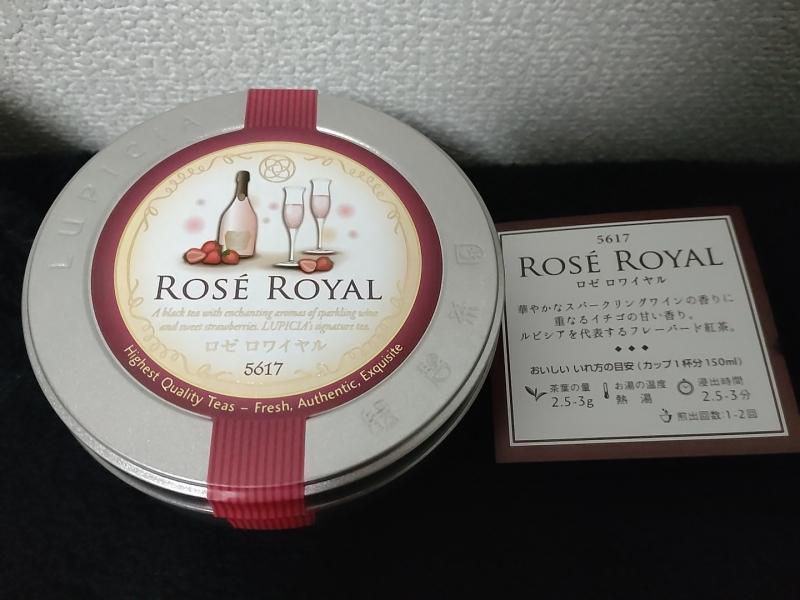 LUPICIA
ROSÉ ROYAL
A black tea with enchanting aromas of sparkling wine
and sweet strawberries. LUPICIA's signature tea.
ロゼ ロワイヤル
5617
Highest Quality Teas – Fresh, Authentic, Exquisite
5617
ROSÉ ROYAL
ロゼ ロワイヤル
華やかなスパークリングワインの香りに
重なるイチゴの甘い香り。
ルピシアを代表するフレーバード紅茶。
おいしい いれ方の目安 (カップ1杯分 150ml)
茶葉の量 お湯の温度 浸出時間
2.5-3g 熱 湯 2.5-3分
煎出回数:1-2回